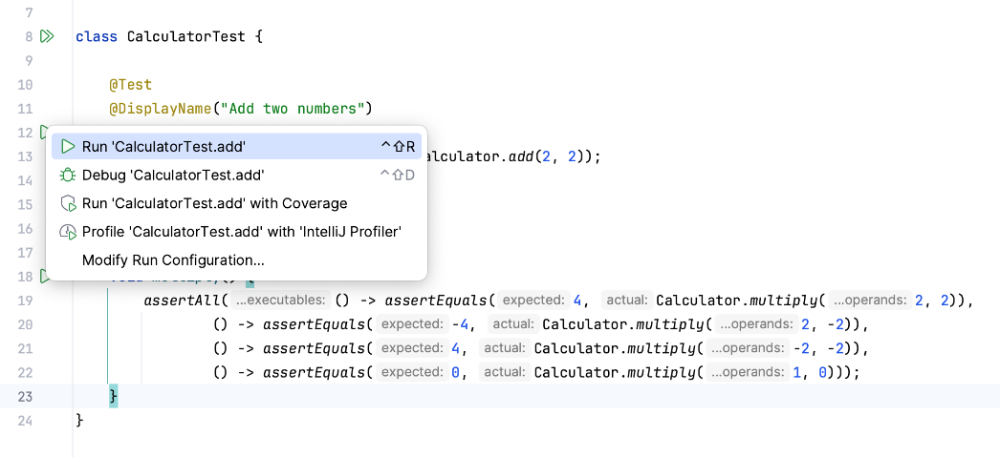 7
8 class CalculatorTest {
9
10 @Test
11 @DisplayName("Add two numbers")
12
Run 'CalculatorTest.add' ⌃⇧R
13 alculator.add(2, 2));
Debug 'CalculatorTest.add' ⌃⇧D
14
15
Run 'CalculatorTest.add' with Coverage
16
Profile 'CalculatorTest.add' with 'IntelliJ Profiler'
17
Modify Run Configuration...
18 void multiply() {
19 assertAll( ...executables: () -> assertEquals( expected: 4, actual: Calculator.multiply( ...operands: 2, 2)),
20 () -> assertEquals( expected: -4, actual: Calculator.multiply( ...operands: 2, -2)),
21 () -> assertEquals( expected: 4, actual: Calculator.multiply( ...operands: -2, -2)),
22 () -> assertEquals( expected: 0, actual: Calculator.multiply( ...operands: 1, 0)));
23 }
24 }